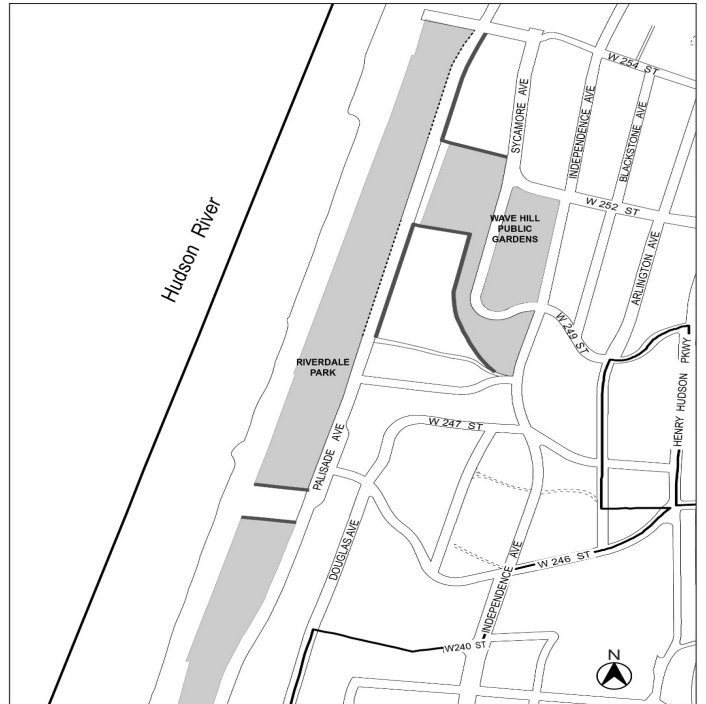 W 254 ST
SYCAMORE AVE
INDEPENDENCE AVE
BLACKSTONE AVE
W 252 ST
WAVE HILL
PUBLIC
GARDENS
Hudson River
ARLINGTON AVE
W 249 ST
HENRY HUDSON PKWY
RIVERDALE
PARK
PALISADE AVE
W 247 ST
DOUGLAS AVE
INDEPENDENCE AVE
W 246 ST
W240 ST
N